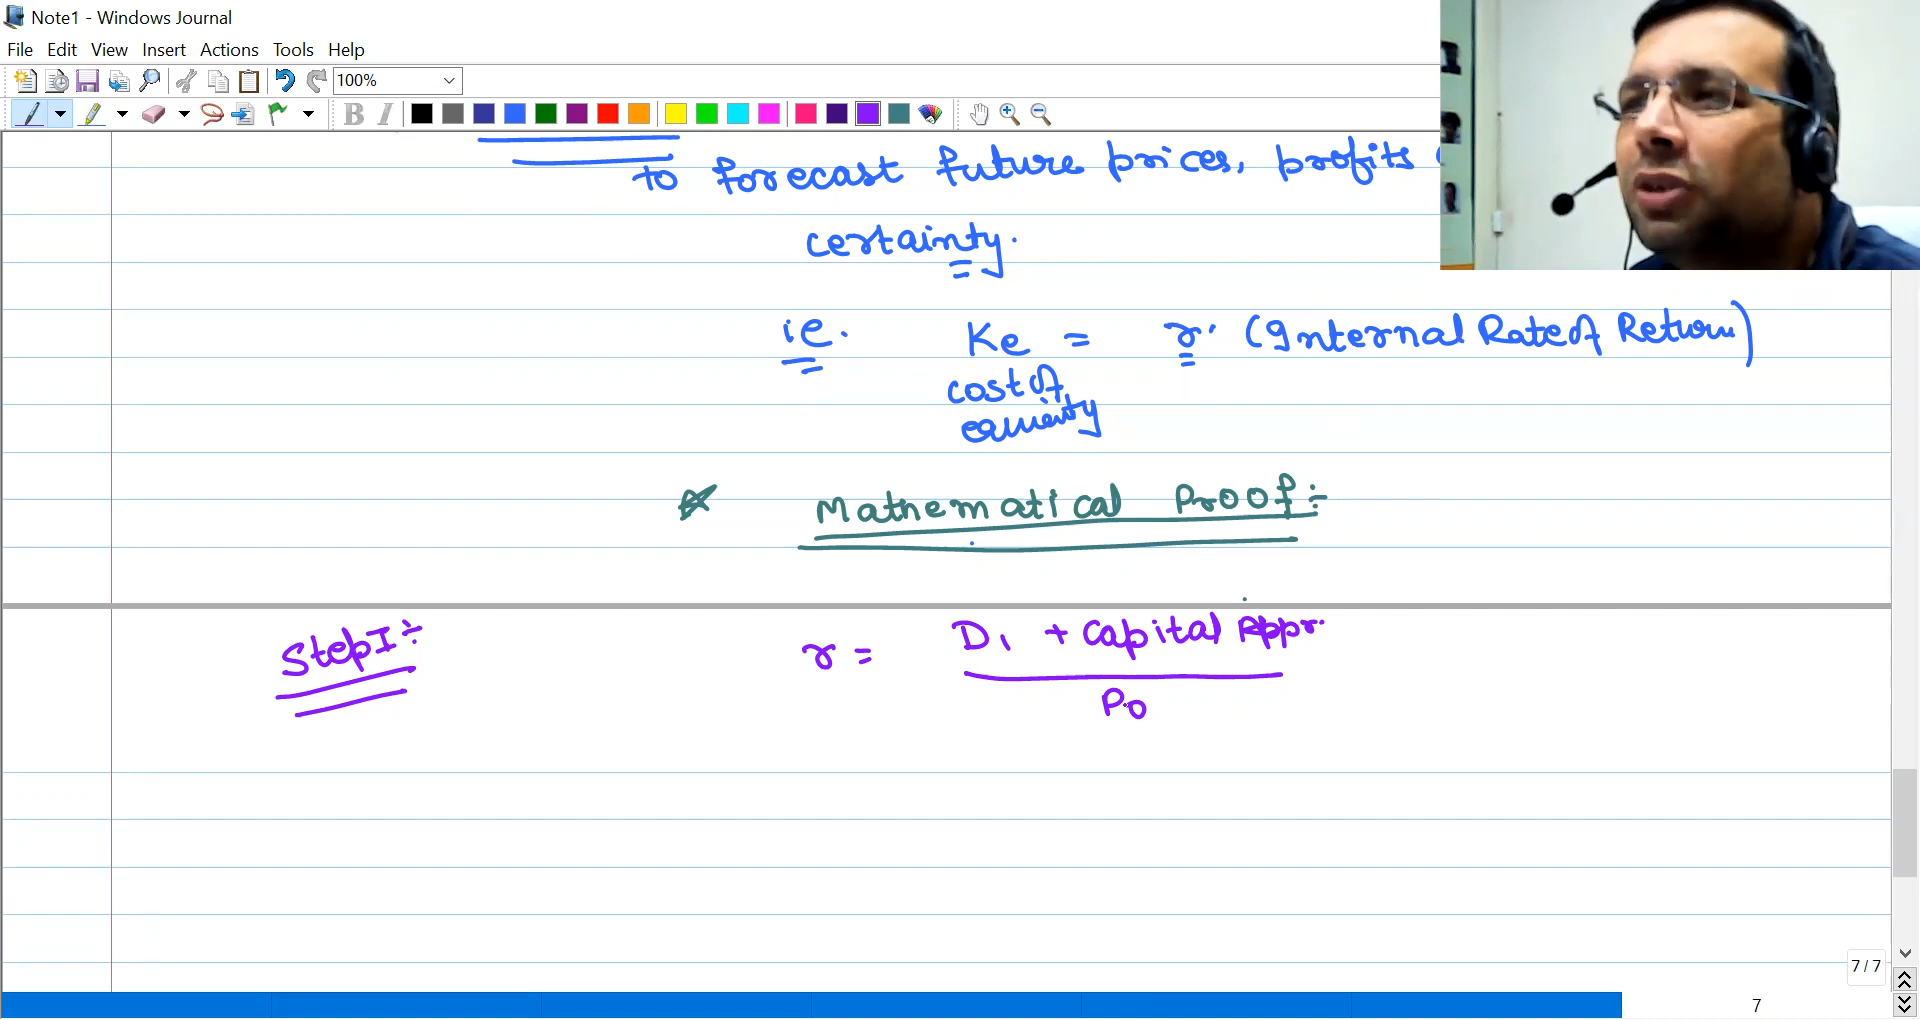 Note1 - Windows Journal
File Edit View Insert Actions Tools Help
100%
B I
to forecast future prices, profits
certainty.
ie. Ke = r. (Internal Rate of Return)
cost of
equity
Mathematical Proof :-
Step I :- r = D1 + Capital Appr.
P0
7 / 7
7